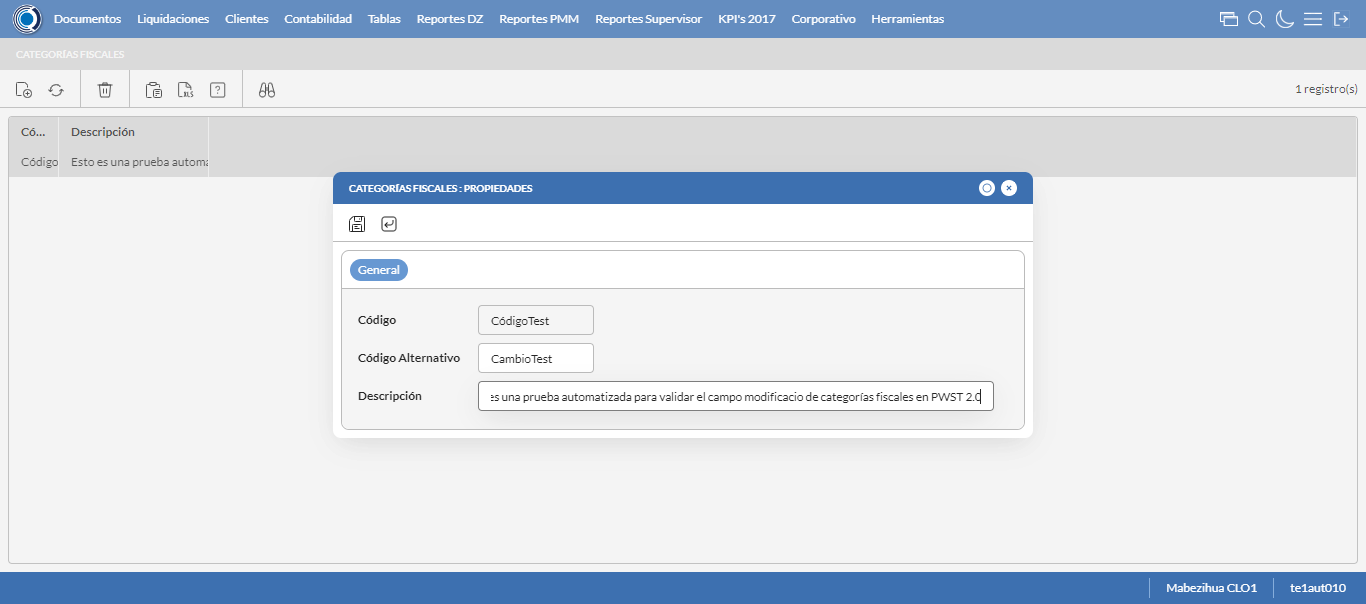 Documentos Liquidaciones Clientes Contabilidad Tablas Reportes DZ Reportes PMM Reportes Supervisor KPI's 2017 Corporativo Herramientas
CATEGORÍAS FISCALES
XLS ? 1 registro(s)
Có... Descripción
Código Esto es una prueba automa
CATEGORÍAS FISCALES : PROPIEDADES
General
Código CódigoTest
Código Alternativo CambioTest
Descripción es una prueba automatizada para validar el campo modificacio de categorías fiscales en PWST 2.0
Mabezihua CLO1 te1aut010